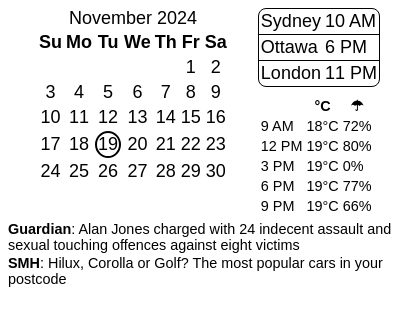 November 2024
Su Mo Tu We Th Fr Sa
1 2
3 4 5 6 7 8 9
10 11 12 13 14 15 16
17 18 19 20 21 22 23
24 25 26 27 28 29 30
Sydney 10 AM
Ottawa 6 PM
London 11 PM
°C ☂
9 AM 18°C 72%
12 PM 19°C 80%
3 PM 19°C 0%
6 PM 19°C 77%
9 PM 19°C 66%
Guardian: Alan Jones charged with 24 indecent assault and
sexual touching offences against eight victims
SMH: Hilux, Corolla or Golf? The most popular cars in your
postcode